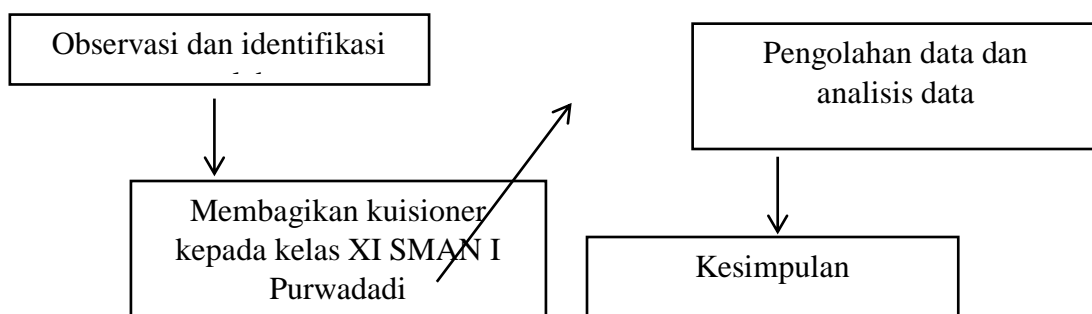 Observasi dan identifikasi
Membagikan kuisioner
kepada kelas XI SMAN I
Purwadadi
Pengolahan data dan
analisis data
Kesimpulan